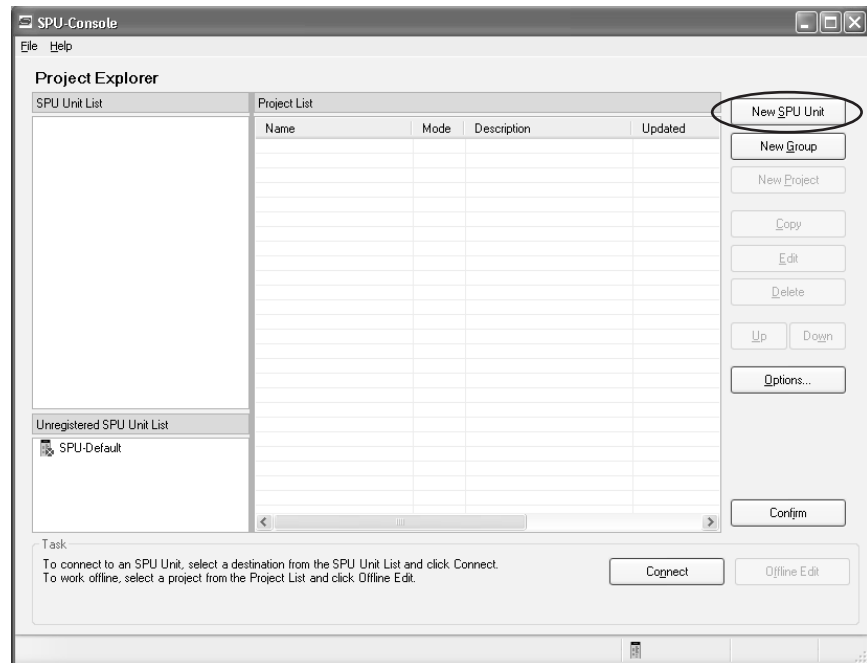 SPU-Console
File Help
Project Explorer
SPU Unit List
Project List
Name Mode Description Updated
New SPU Unit
New Group
New Project
Copy
Edit
Delete
Up Down
Options...
Unregistered SPU Unit List
SPU-Default
Confirm
Task
To connect to an SPU Unit, select a destination from the SPU Unit List and click Connect.
To work offline, select a project from the Project List and click Offline Edit.
Connect
Offline Edit